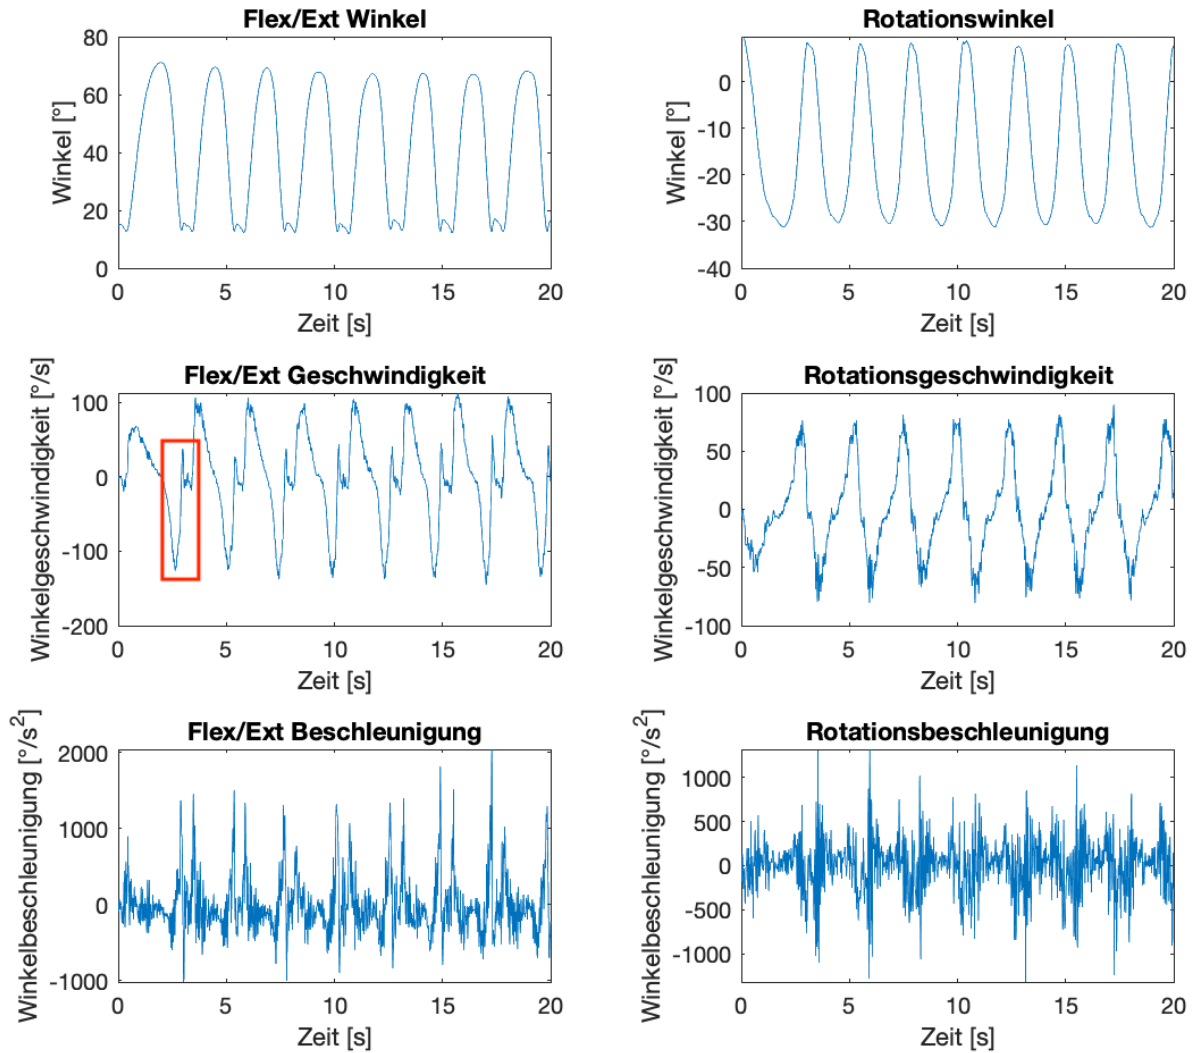 Flex/Ext Winkel
Winkel [°]
80
60
40
20
0
0 5 10 15 20
Zeit [s]
Rotationswinkel
Winkel [°]
0
-10
-20
-30
-40
0 5 10 15 20
Zeit [s]
Flex/Ext Geschwindigkeit
Winkelgeschwindigkeit [°/s]
100
0
-100
-200
0 5 10 15 20
Zeit [s]
Rotationsgeschwindigkeit
Winkelgeschwindigkeit [°/s]
100
50
0
-50
-100
0 5 10 15 20
Zeit [s]
Flex/Ext Beschleunigung
Winkelbeschleunigung [°/s²]
2000
1000
0
-1000
0 5 10 15 20
Zeit [s]
Rotationsbeschleunigung
Winkelbeschleunigung [°/s²]
1000
500
0
-500
-1000
0 5 10 15 20
Zeit [s]